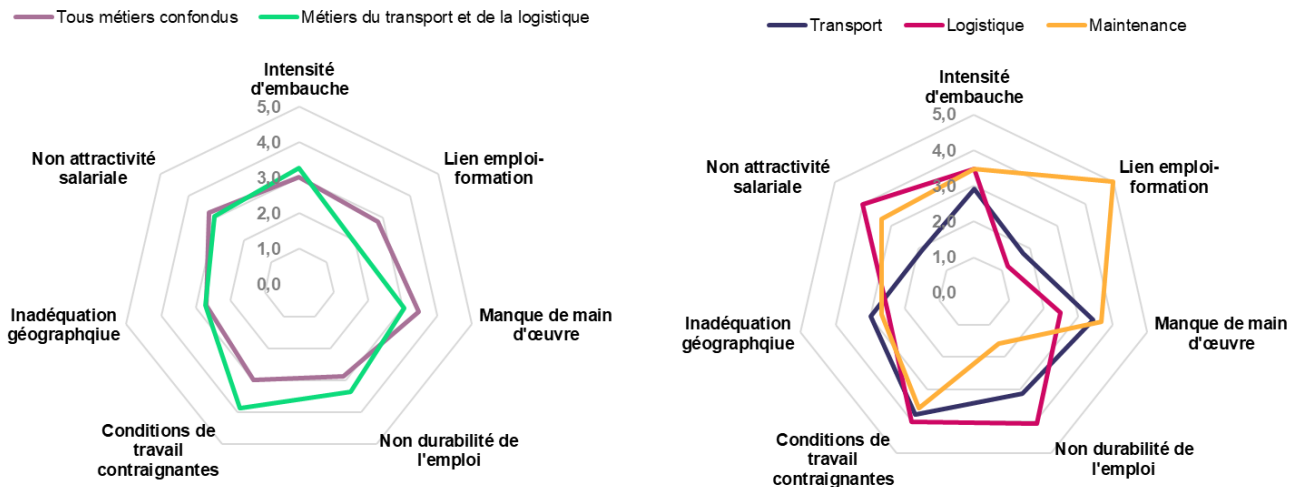 Tous métiers confondus
Métiers du transport et de la logistique
Intensité
d'embauche
5,0
4,0
3,0
2,0
1,0
0,0
Lien emploi-
formation
Manque de main
d'œuvre
Non durabilité de
l'emploi
Conditions de
travail
contraignantes
Inadéquation
géographqiue
Non attractivité
salariale
Transport
Logistique
Maintenance
Intensité
d'embauche
5,0
4,0
3,0
2,0
1,0
0,0
Lien emploi-
formation
Manque de main
d'œuvre
Non durabilité de
l'emploi
Conditions de
travail
contraignantes
Inadéquation
géographqiue
Non attractivité
salariale